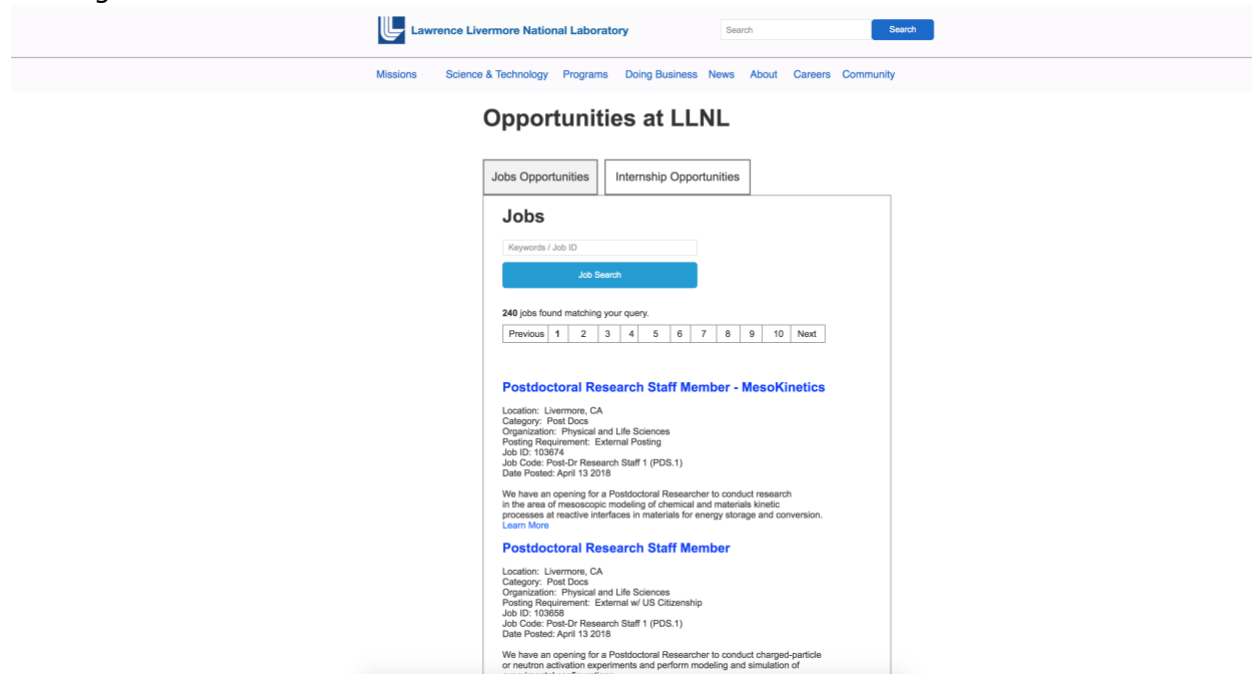 Lawrence Livermore National Laboratory
Search
Search
Missions Science & Technology Programs Doing Business News About Careers Community
Opportunities at LLNL
Jobs Opportunities Internship Opportunities
Jobs
Keywords / Job ID
Job Search
240 jobs found matching your query.
Previous 1 2 3 4 5 6 7 8 9 10 Next
Postdoctoral Research Staff Member - MesoKinetics
Location: Livermore, CA
Category: Post Docs
Organization: Physical and Life Sciences
Posting Requirement: External Posting
Job ID: 103674
Job Code: Post-Dr Research Staff 1 (PDS.1)
Date Posted: April 13 2018
We have an opening for a Postdoctoral Researcher to conduct research
in the area of mesoscopic modeling of chemical and materials kinetic
processes at reactive interfaces in materials for energy storage and conversion.
Learn More
Postdoctoral Research Staff Member
Location: Livermore, CA
Category: Post Docs
Organization: Physical and Life Sciences
Posting Requirement: External w/ US Citizenship
Job ID: 103658
Job Code: Post-Dr Research Staff 1 (PDS.1)
Date Posted: April 13 2018
We have an opening for a Postdoctoral Researcher to conduct charged-particle
or neutron activation experiments and perform modeling and simulation of